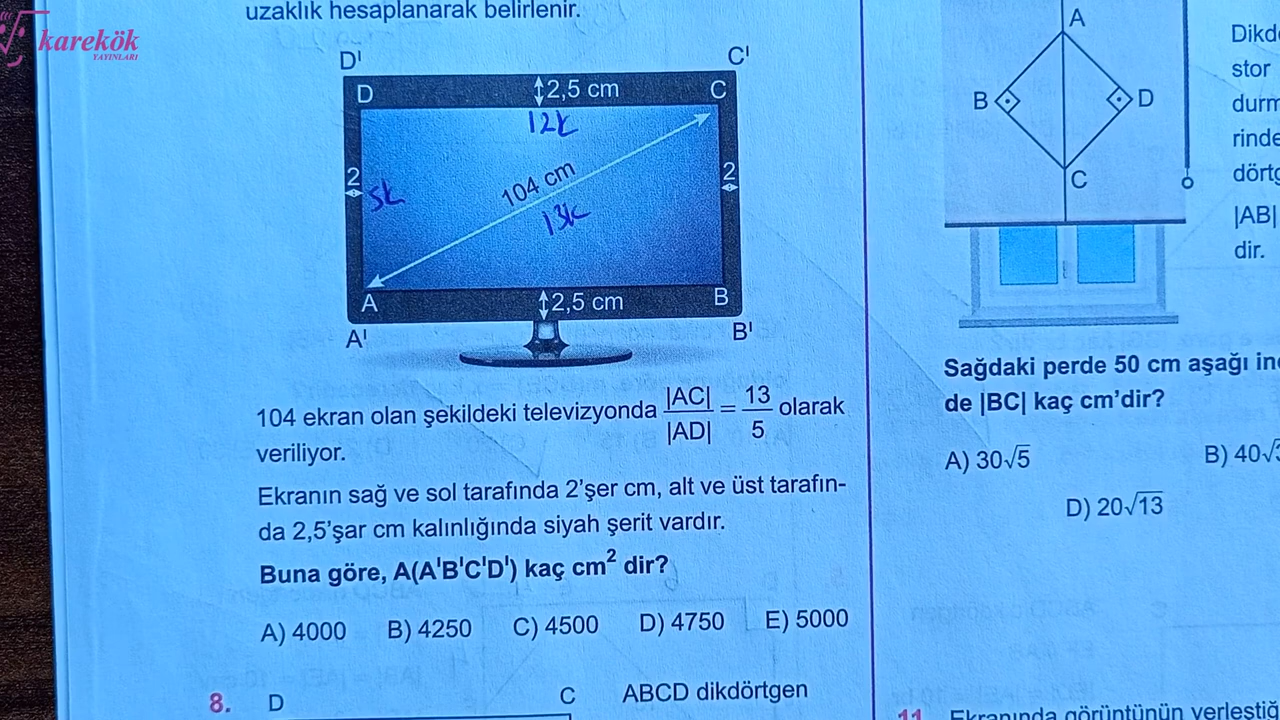 karekök
YAYINLARI
uzaklık hesaplanarak belirlenir.
D' C'
D 2,5 cm C
12k
2 5k 104 cm 2
13k
A 2,5 cm B
A' B'
104 ekran olan şekildeki televizyonda |AC| / |AD| = 13 / 5 olarak
veriliyor.
Ekranın sağ ve sol tarafında 2'şer cm, alt ve üst tarafın-
da 2,5'şar cm kalınlığında siyah şerit vardır.
Buna göre, A(A'B'C'D') kaç cm² dir?
A) 4000 B) 4250 C) 4500 D) 4750 E) 5000
8. D C ABCD dikdörtgen
A
B D
C
Dikd
stor
durm
rinde
dörtg
|AB|
dir.
Sağdaki perde 50 cm aşağı in
de |BC| kaç cm'dir?
A) 30√5 B) 40√
D) 20√13
11. Ekranında görüntünün yerleştiğ